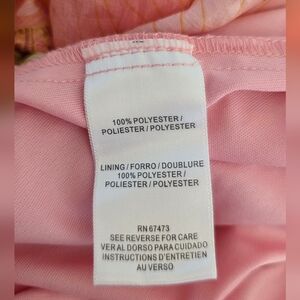 100% POLYESTER /
POLIESTER / POLYESTER
LINING / FORRO / DOUBLURE
100% POLYESTER /
POLIESTER / POLYESTER
RN 67473
SEE REVERSE FOR CARE
VER AL DORSO PARA CUIDADO
INSTRUCTIONS D'ENTRETIEN
AU VERSO